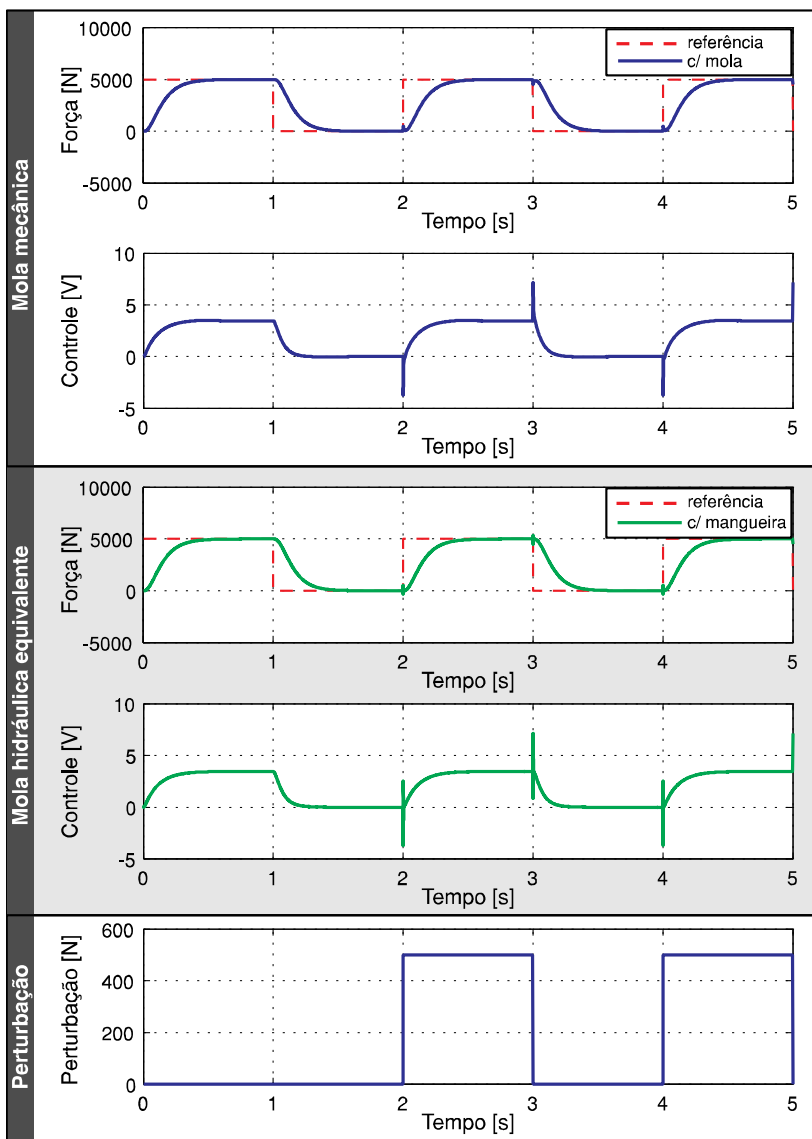 Mola mecânica
Força [N]
10000
5000
0
-5000
referência
c/ mola
0 1 2 3 4 5
Tempo [s]
Controle [V]
10
5
0
-5
0 1 2 3 4 5
Tempo [s]
Mola hidráulica equivalente
Força [N]
10000
5000
0
-5000
referência
c/ mangueira
0 1 2 3 4 5
Tempo [s]
Controle [V]
10
5
0
-5
0 1 2 3 4 5
Tempo [s]
Perturbação
Perturbação [N]
600
400
200
0
0 1 2 3 4 5
Tempo [s]